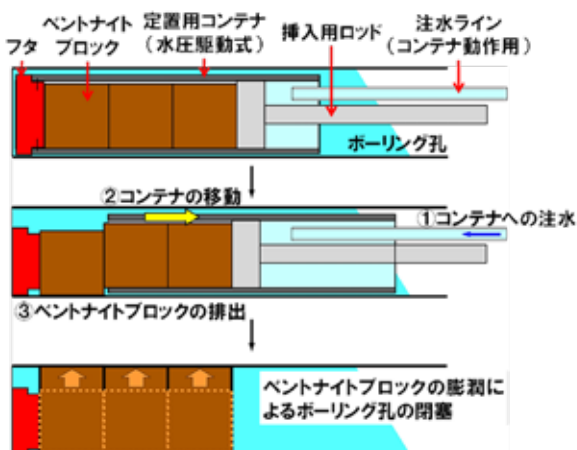 フタ
ベントナイト
ブロック
定置用コンテナ
（水圧駆動式）
挿入用ロッド
注水ライン
（コンテナ動作用）
ボーリング孔
②コンテナの移動
①コンテナへの注水
③ベントナイトブロックの排出
ベントナイトブロックの膨潤に
よるボーリング孔の閉塞